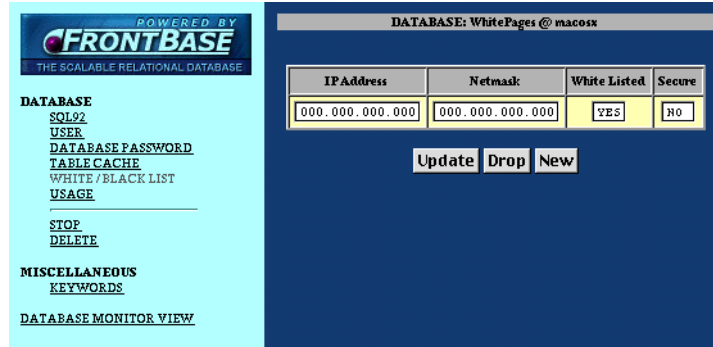 POWERED BY
FRONTBASE
THE SCALABLE RELATIONAL DATABASE
DATABASE
SQL92
USER
DATABASE PASSWORD
TABLE CACHE
WHITE / BLACK LIST
USAGE
STOP
DELETE
MISCELLANEOUS
KEYWORDS
DATABASE MONITOR VIEW
DATABASE: WhitePages @ macosx
IP Address Netmask White Listed Secure
000.000.000.000 000.000.000.000 YES NO
Update Drop New